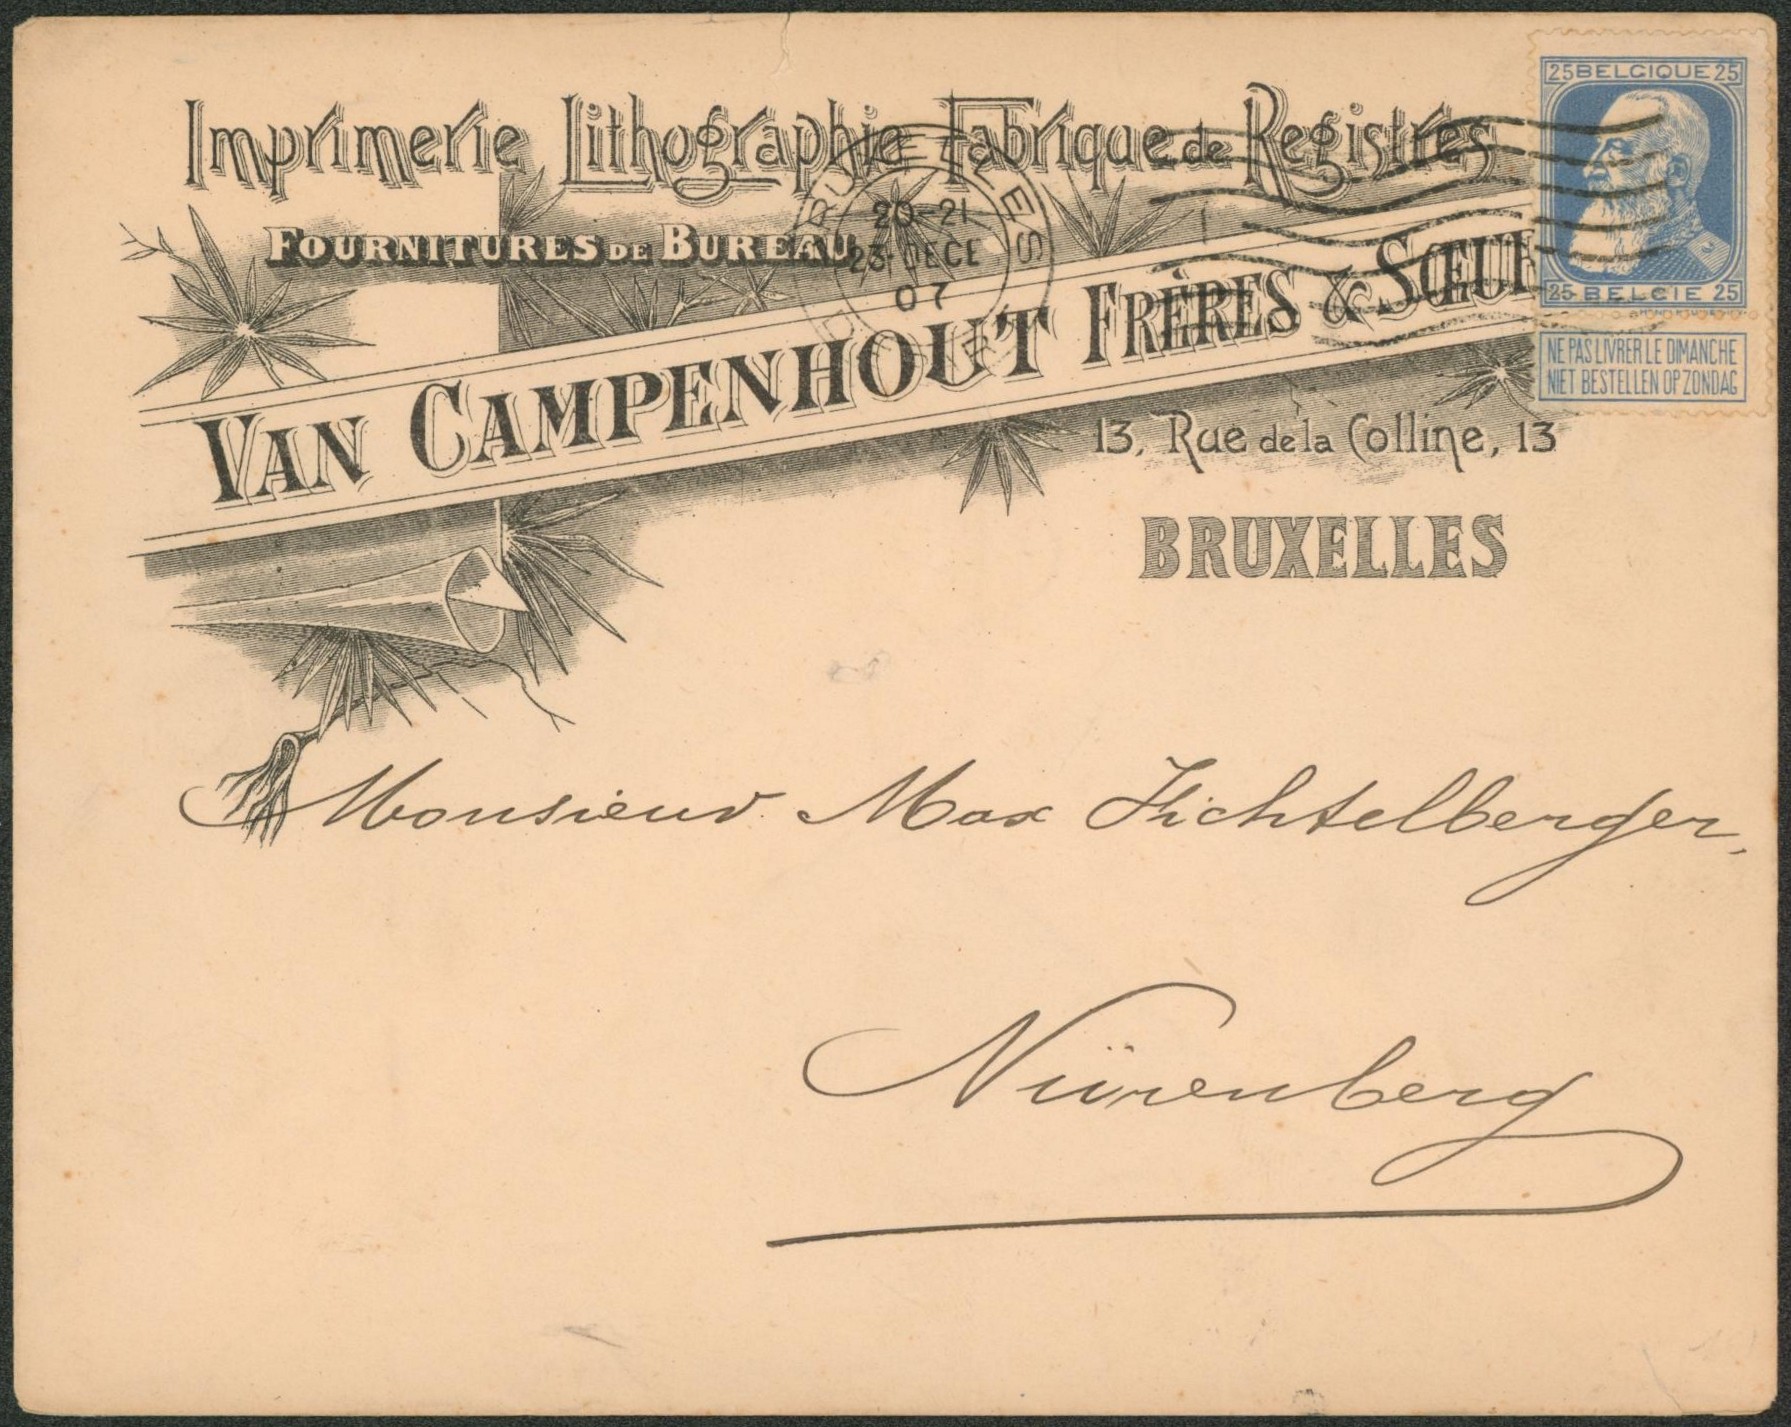 Imprimerie Lithographie Fabrique de Registres
FOURNITURES DE BUREAU
VAN CAMPENHOUT FRÈRES & SŒUR
13, Rue de la Colline, 13
BRUXELLES
25 BELGIQUE 25
25 BELGIE 25
NE PAS LIVRER LE DIMANCHE
NIET BESTELLEN OP ZONDAG
BRUXELLES
20-21
23 DECE
07
Monsieur Max Fichtelberger,
Nürenberg